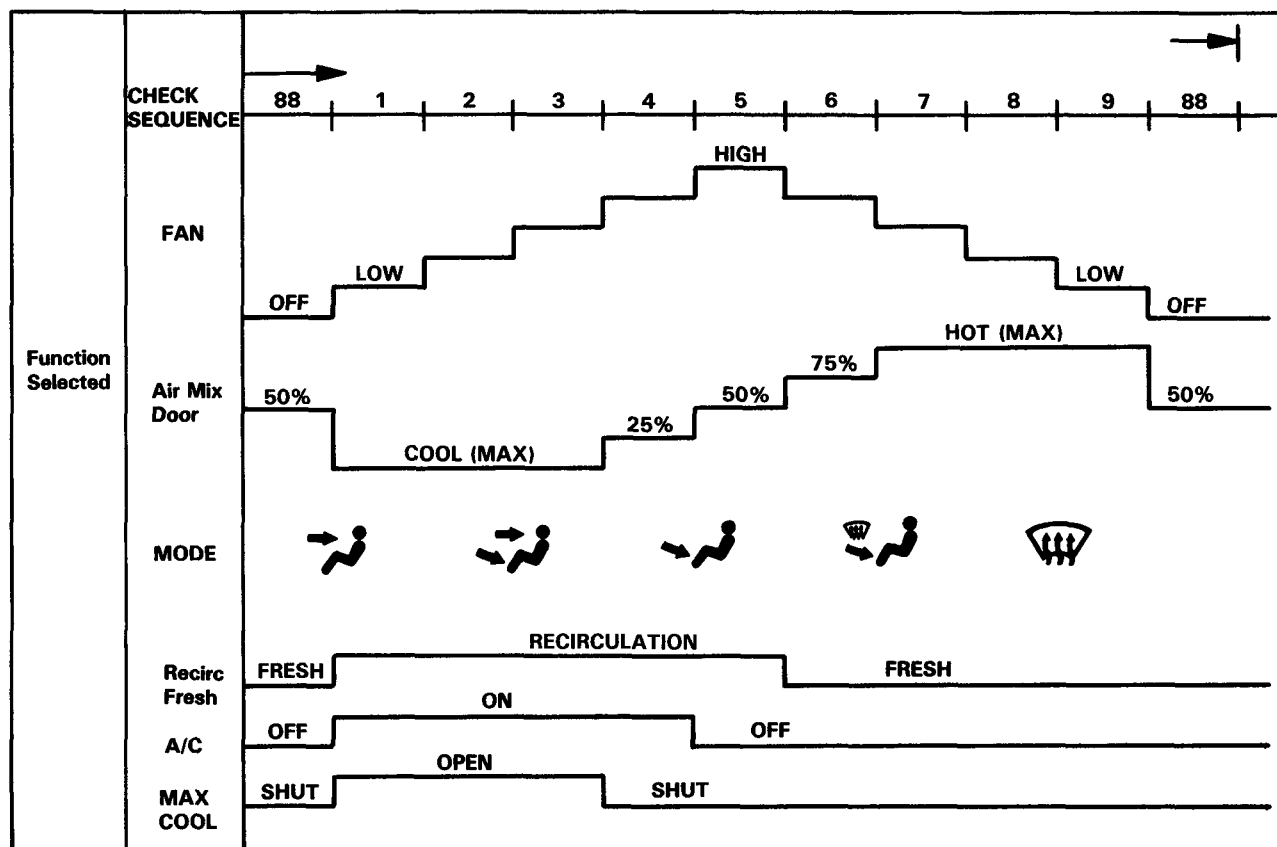 CHECK
SEQUENCE
88 1 2 3 4 5 6 7 8 9 88
HIGH
FAN
LOW
LOW
OFF
OFF
HOT (MAX)
Function
Selected
75%
Air Mix
Door
50%
50%
50%
25%
COOL (MAX)
MODE
RECIRCULATION
Recirc
Fresh
FRESH
FRESH
ON
A/C
OFF
OFF
OPEN
MAX
COOL
SHUT
SHUT